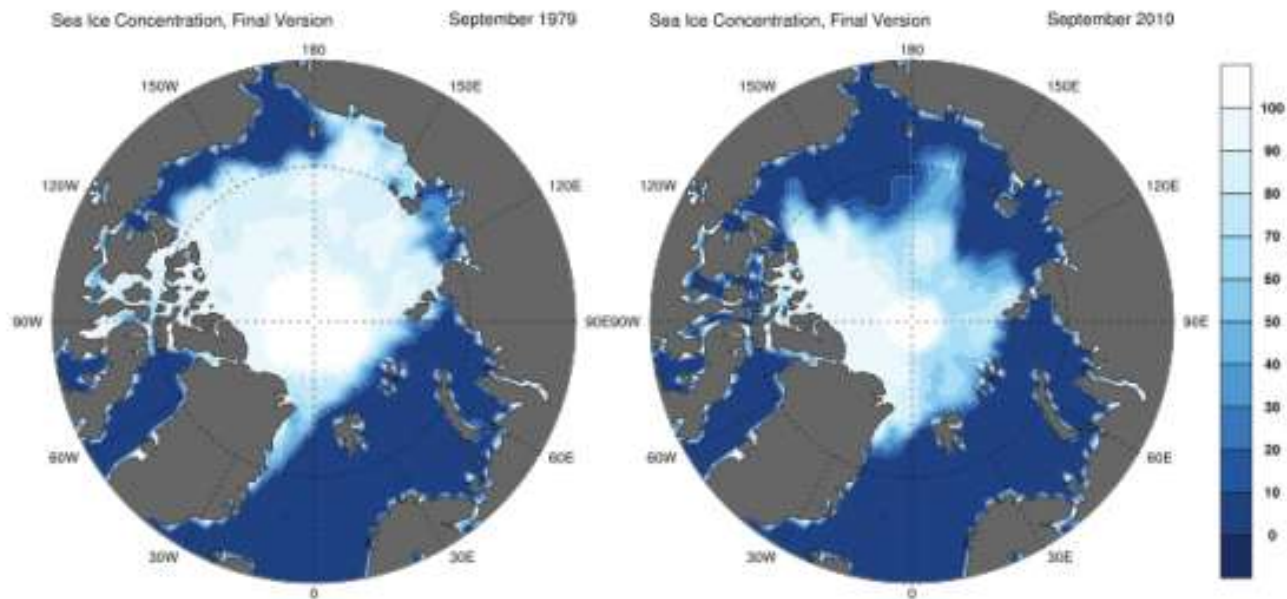 Sea Ice Concentration, Final Version September 1979
180
150W 150E
120W 120E
90W 90E
60W 60E
30W 30E
0
Sea Ice Concentration, Final Version September 2010
180
150W 150E
120W 120E
90W 90E
60W 60E
30W 30E
0
100
90
80
70
60
50
40
30
20
10
0